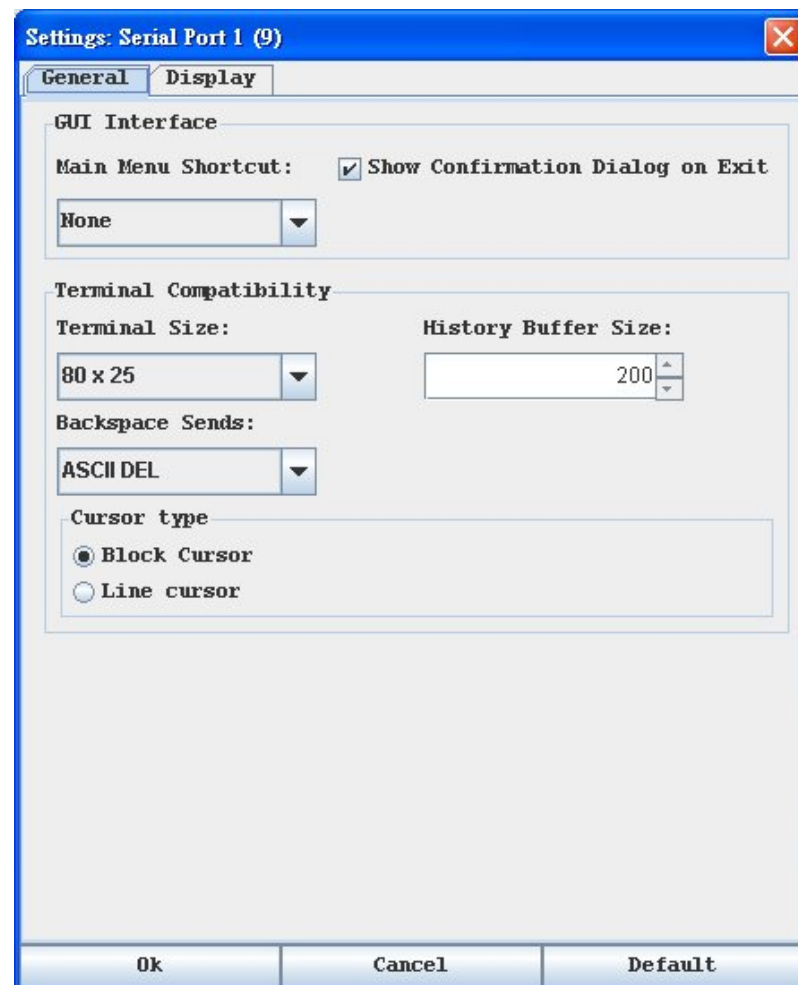 Settings: Serial Port 1 (9)
General Display
GUI Interface
Main Menu Shortcut: Show Confirmation Dialog on Exit
None
Terminal Compatibility
Terminal Size: History Buffer Size:
80 x 25 200
Backspace Sends:
ASCII DEL
Cursor type
Block Cursor
Line cursor
Ok Cancel Default